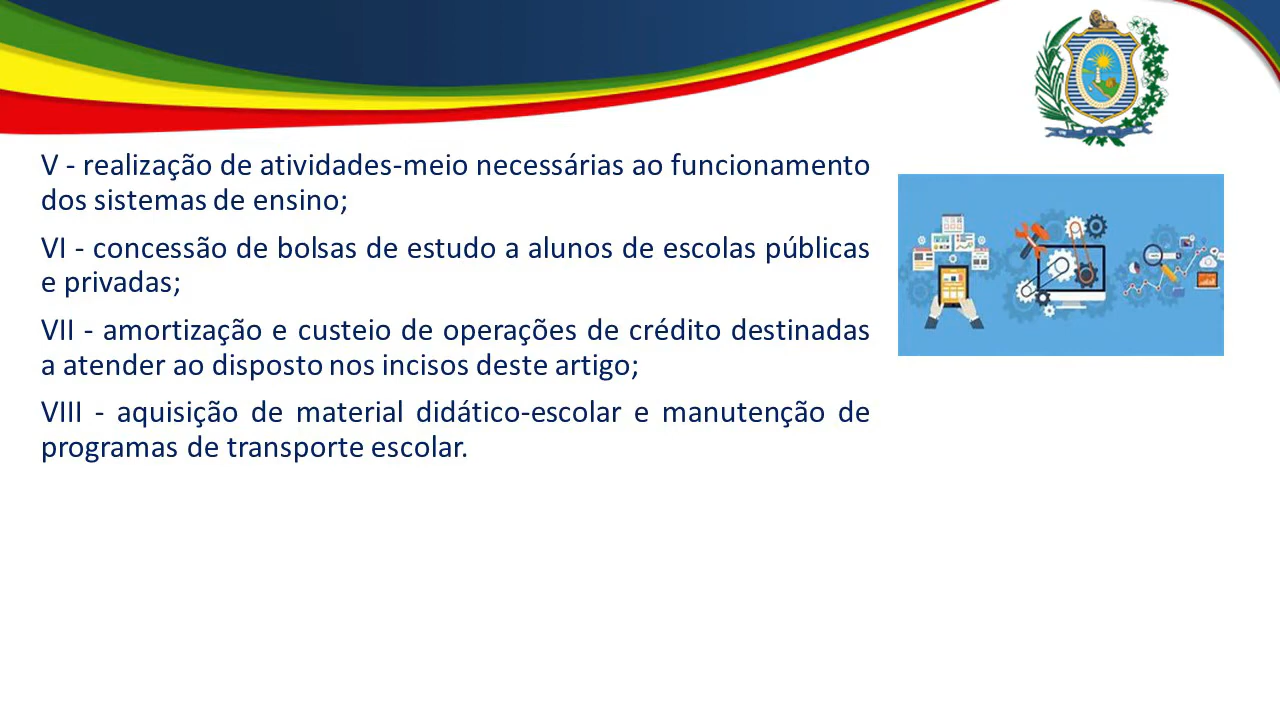 V - realização de atividades-meio necessárias ao funcionamento
dos sistemas de ensino;
VI - concessão de bolsas de estudo a alunos de escolas públicas
e privadas;
VII - amortização e custeio de operações de crédito destinadas
a atender ao disposto nos incisos deste artigo;
VIII - aquisição de material didático-escolar e manutenção de
programas de transporte escolar.